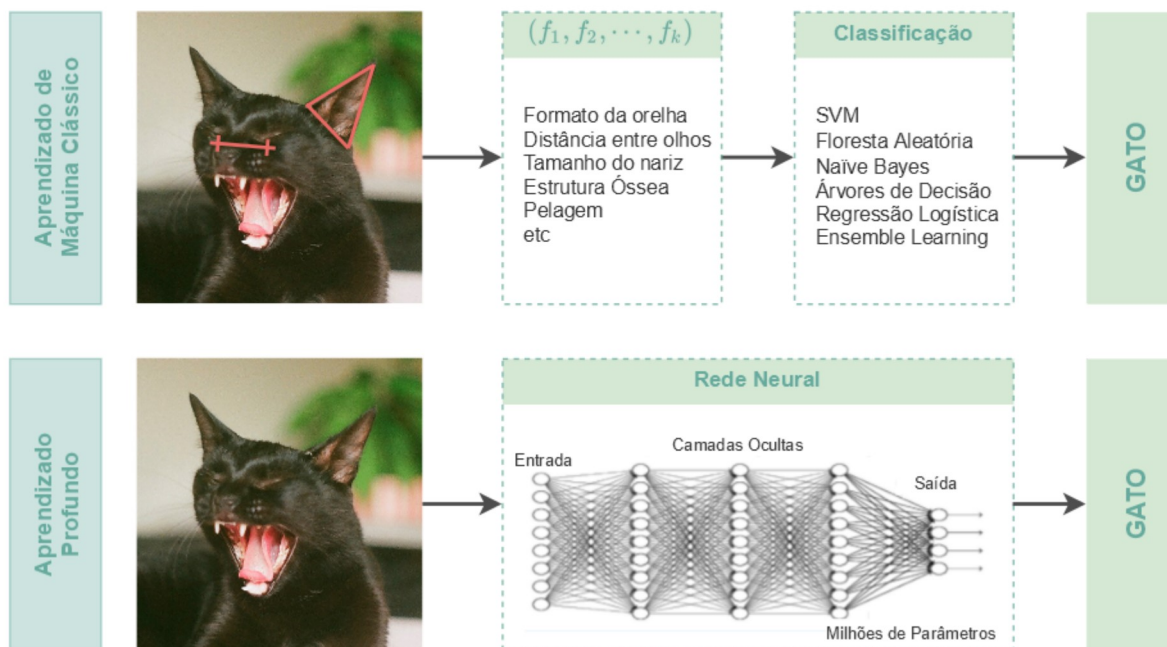 Aprendizado de
Máquina Clássico
(f₁, f₂, ⋯, fₖ)
Formato da orelha
Distância entre olhos
Tamanho do nariz
Estrutura Óssea
Pelagem
etc
Classificação
SVM
Floresta Aleatória
Naïve Bayes
Árvores de Decisão
Regressão Logística
Ensemble Learning
GATO
Aprendizado
Profundo
Rede Neural
Camadas Ocultas
Entrada
Saída
Milhões de Parâmetros
GATO